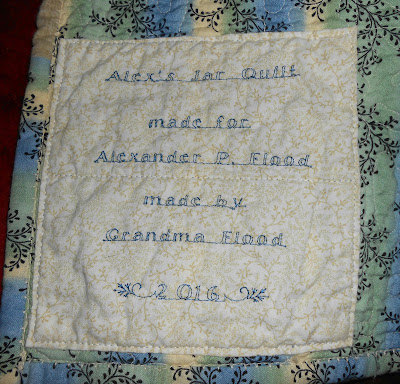 Alex's Jar Quilt
made for
Alexander P. Flood
made by
Grandma Flood
2016